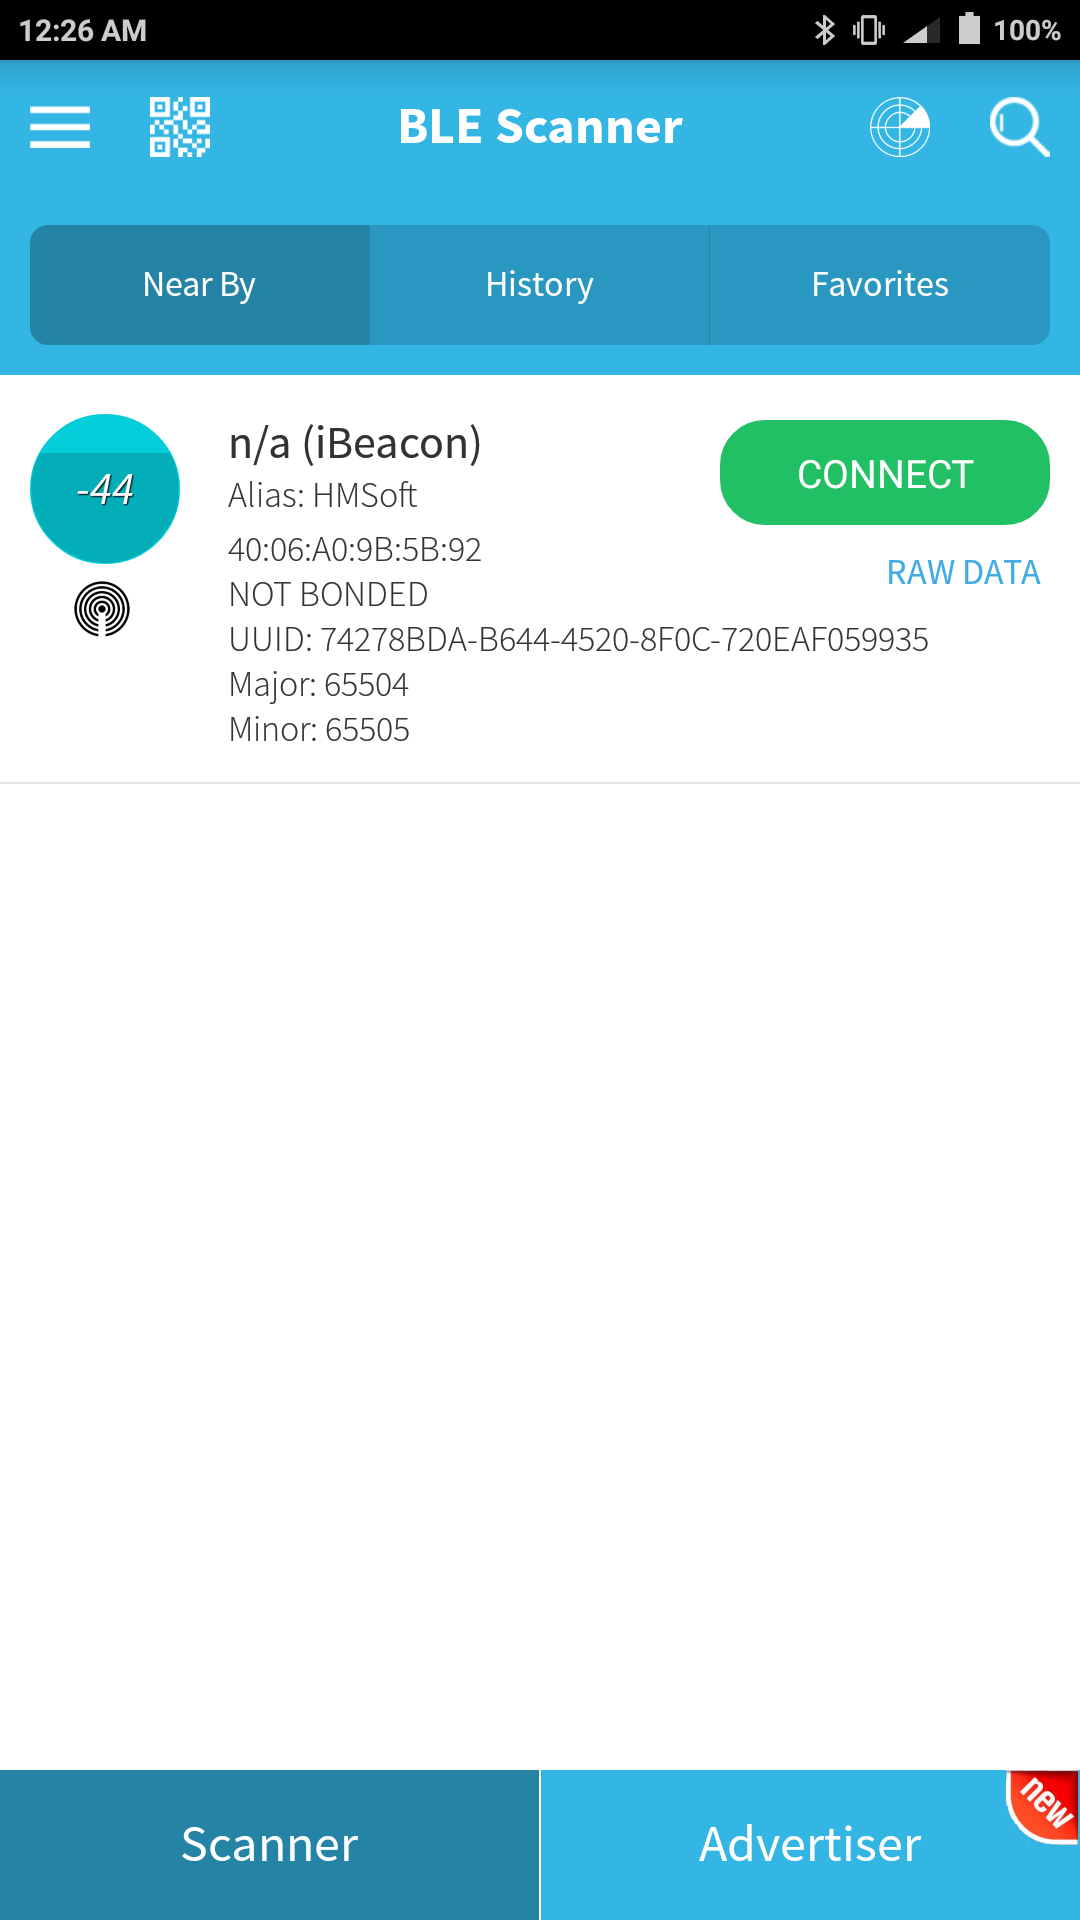 12:26 AM 100%
BLE Scanner
Near By History Favorites
-44
n/a (iBeacon)
Alias: HMSoft
CONNECT
40:06:A0:9B:5B:92
RAW DATA
NOT BONDED
UUID: 74278BDA-B644-4520-8F0C-720EAF059935
Major: 65504
Minor: 65505
Scanner Advertiser new